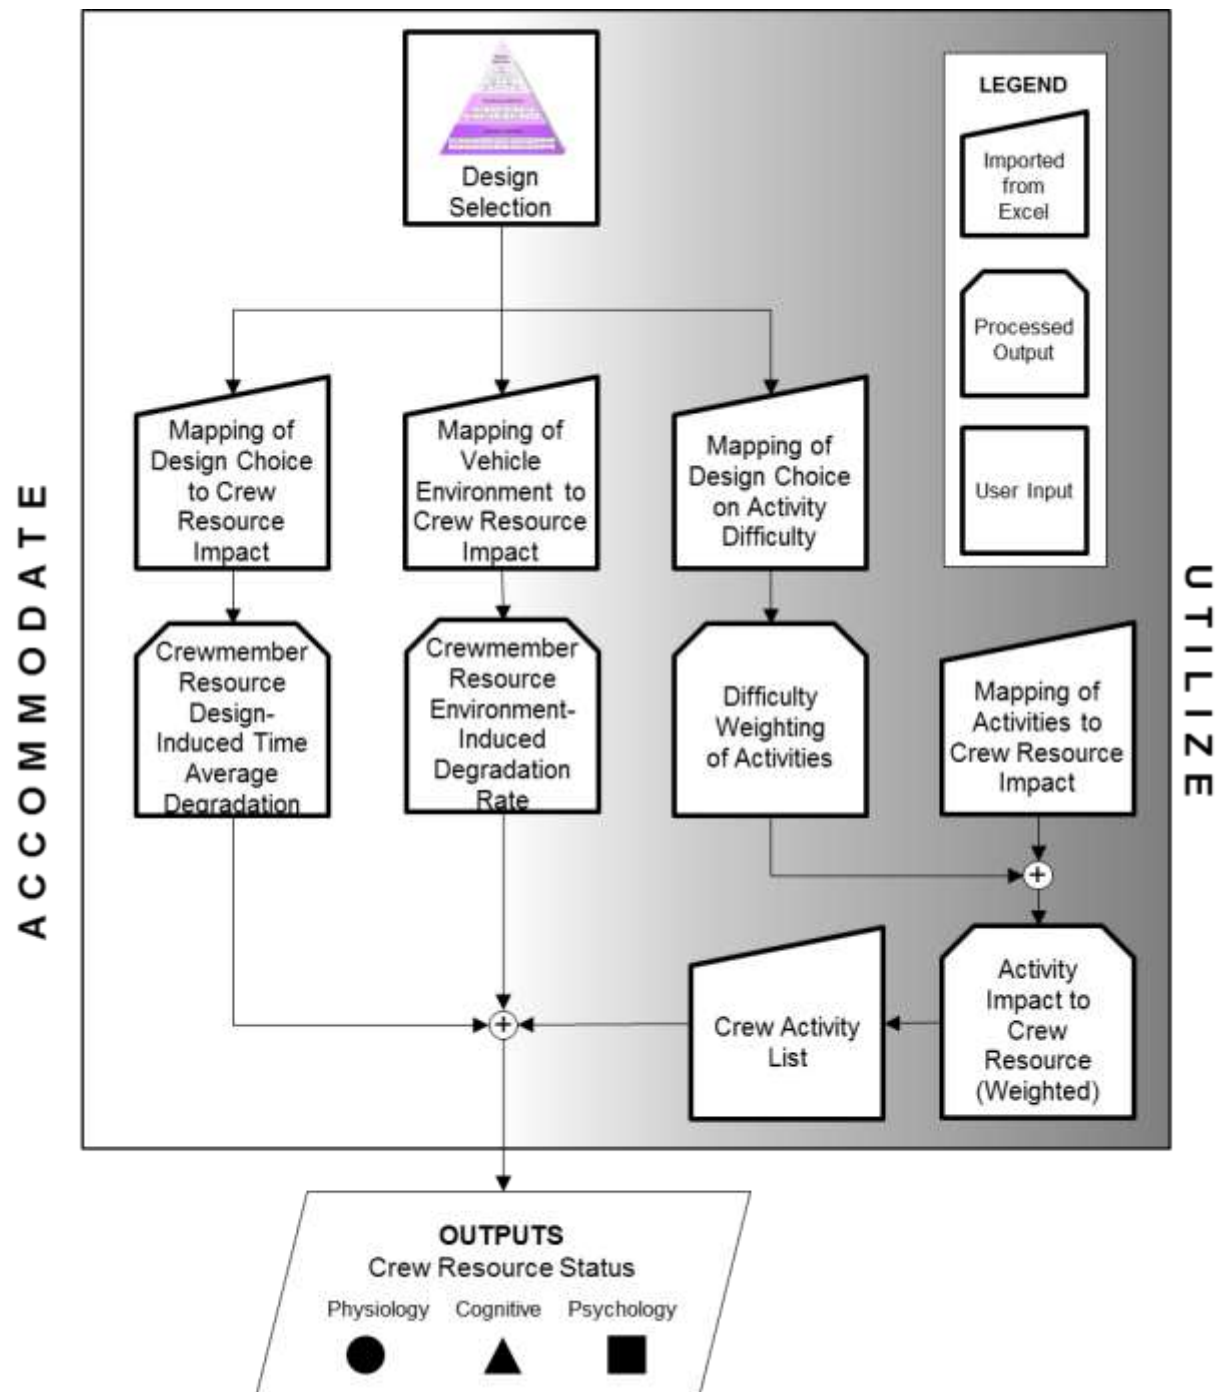 ACCOMMODATE
UTILIZE
Design
Selection
LEGEND
Imported
from
Excel
Processed
Output
User Input
Mapping of
Design Choice
to Crew
Resource
Impact
Mapping of
Vehicle
Environment to
Crew Resource
Impact
Mapping of
Design Choice
on Activity
Difficulty
Crewmember
Resource
Design-
Induced Time
Average
Degradation
Crewmember
Resource
Environment-
Induced
Degradation
Rate
Difficulty
Weighting
of Activities
Mapping of
Activities to
Crew Resource
Impact
+
Activity
Impact to
Crew
Resource
(Weighted)
Crew Activity
List
+
OUTPUTS
Crew Resource Status
Physiology Cognitive Psychology